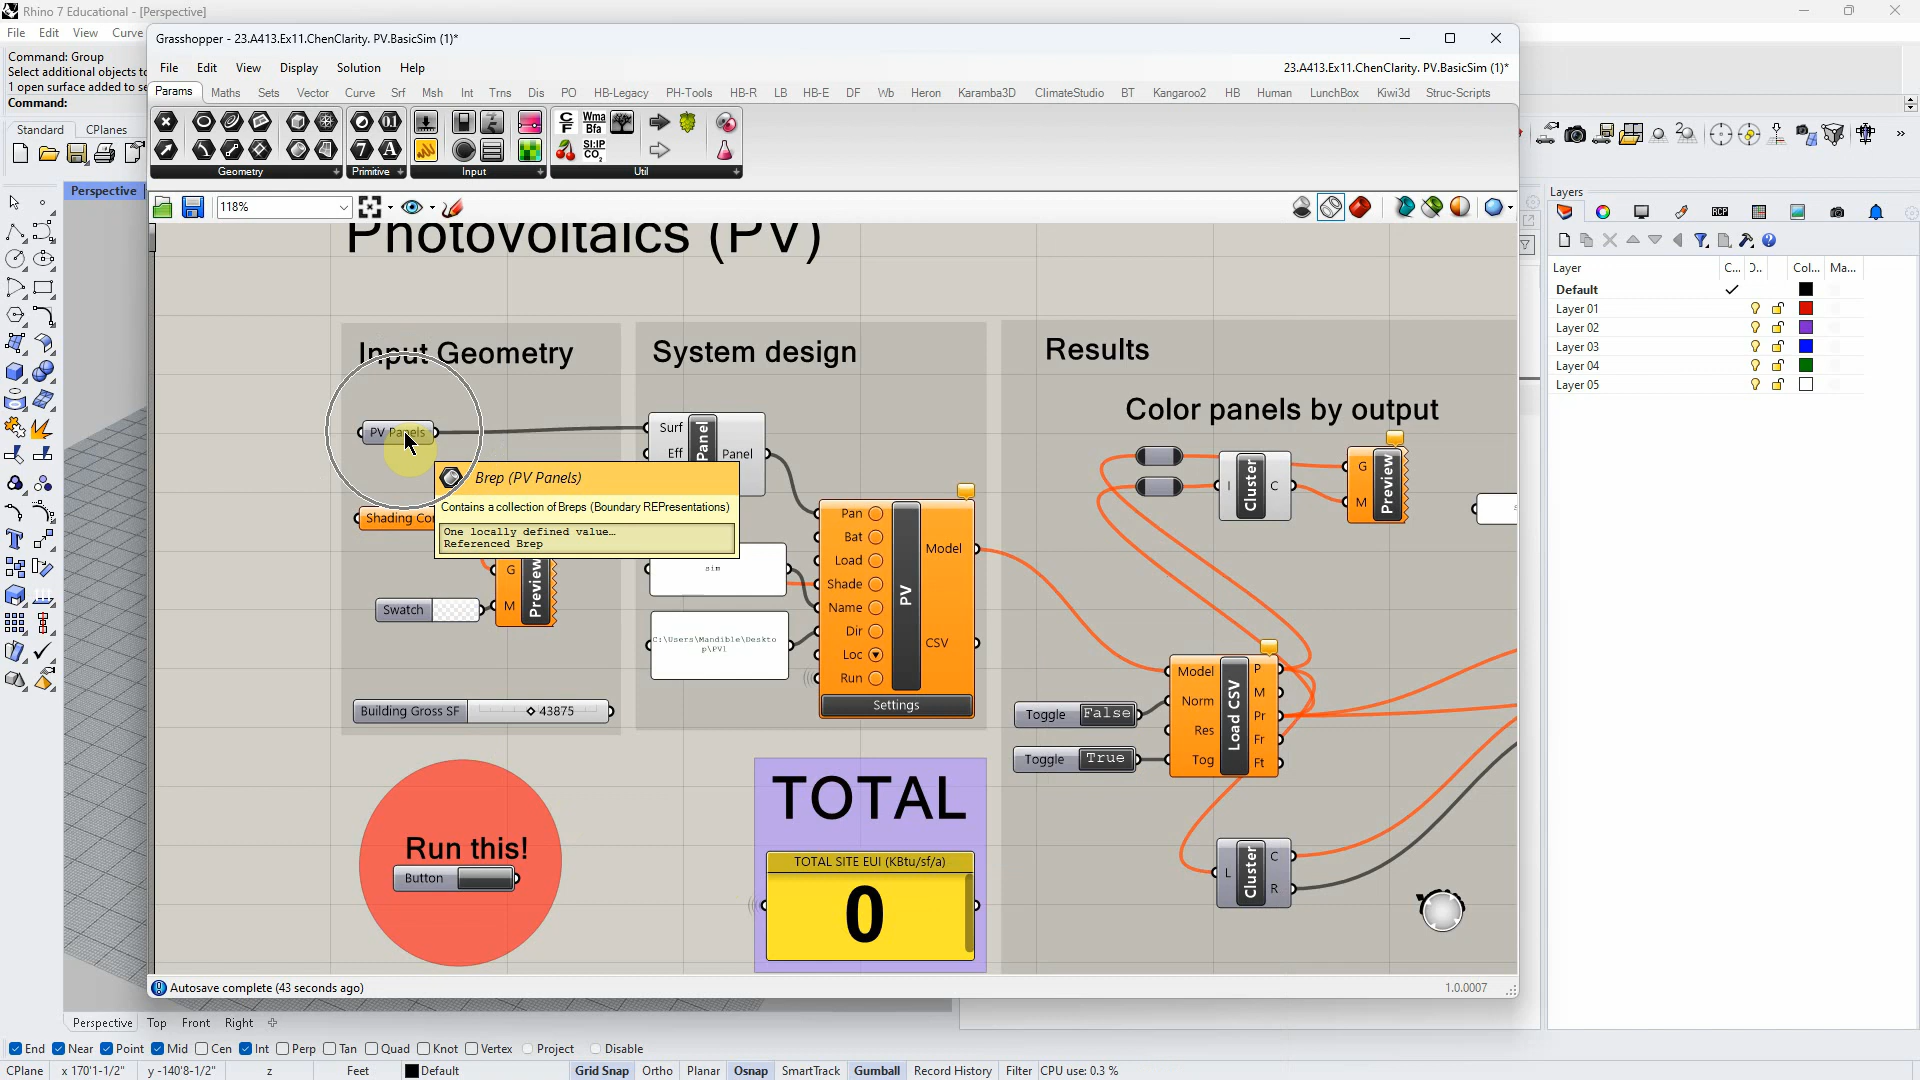 Rhino 7 Educational - [Perspective]
File Edit View Curve
Command: Group
Select additional objects to
1 open surface added to se
Command:
Standard CPlanes
Perspective
Grasshopper - 23.A413.Ex11.ChenClarity. PV.BasicSim (1)*
File Edit View Display Solution Help
23.A413.Ex11.ChenClarity. PV.BasicSim (1)*
Params Maths Sets Vector Curve Srf Msh Int Trns Dis PO HB-Legacy PH-Tools HB-R LB HB-E DF Wb Heron Karamba3D ClimateStudio BT Kangaroo2 HB Human LunchBox Kiwi3d Struc-Scripts
Geometry Primitive Input Util
118%
Photovoltaics (PV)
Input Geometry
PV Panels
Brep (PV Panels)
Contains a collection of Breps (Boundary REPresentations)
One locally defined value…
Referenced Brep
Shading Con
G
M
Preview
Swatch
Building Gross SF 43875
System design
Surf
Eff
Panel
Panel
sim
C:\Users\Mandible\Deskto
p\PV1
Pan
Bat
Load
Shade
Name
Dir
Loc
Run
PV
Model
CSV
Settings
Results
Color panels by output
I Cluster C
G
M
Preview
Toggle False
Toggle True
Model
Norm
Res
Tog
Load CSV
P
M
Pr
Fr
Ft
L Cluster C
R
Run this!
Button
TOTAL
TOTAL SITE EUI (KBtu/sf/a)
0
Autosave complete (43 seconds ago)
1.0.0007
Layers
RCP
Layer C... Col... Ma...
Default
Layer 01
Layer 02
Layer 03
Layer 04
Layer 05
Perspective Top Front Right
End Near Point Mid Cen Int Perp Tan Quad Knot Vertex Project Disable
CPlane x 170'1-1/2" y -140'8-1/2" z Feet Default Grid Snap Ortho Planar Osnap SmartTrack Gumball Record History Filter CPU use: 0.3 %